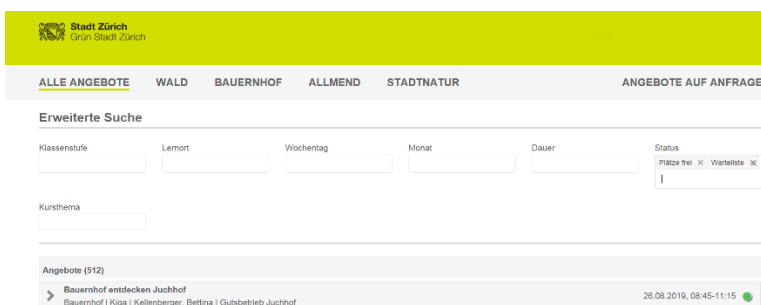 Stadt Zürich
Grün Stadt Zürich
ALLE ANGEBOTE WALD BAUERNHOF ALLMEND STADTNATUR ANGEBOTE AUF ANFRAGE
Erweiterte Suche
Klassenstufe Lernort Wochentag Monat Dauer Status
Plätze frei × Warteliste ×
Kursthema
Angebote (512)
Bauernhof entdecken Juchhof
Bauernhof | Kiga | Kellenberger, Bettina | Gutsbetrieb Juchhof
26.08.2019, 08:45-11:15